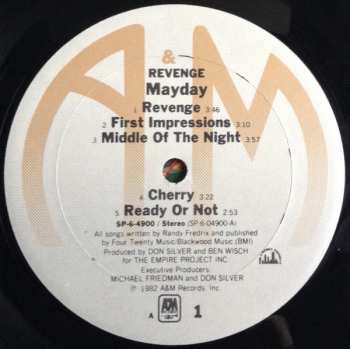 &
AM
REVENGE
Mayday
1. Revenge 3:46
2. First Impressions 3:10
3. Middle Of The Night 3:57
4. Cherry 3:22
5. Ready Or Not 2:53
SP-6-4900 / Stereo (SP-6-04900-A)
All songs written by Randy Fredrix and published
by Four Twenty Music/Blackwood Music (BMI)
Produced by DON SILVER and BEN WISCH
for THE EMPIRE PROJECT INC
Executive Producers:
MICHAEL FRIEDMAN and DON SILVER
℗ 1982 A&M Records, Inc.
A
A&M
1